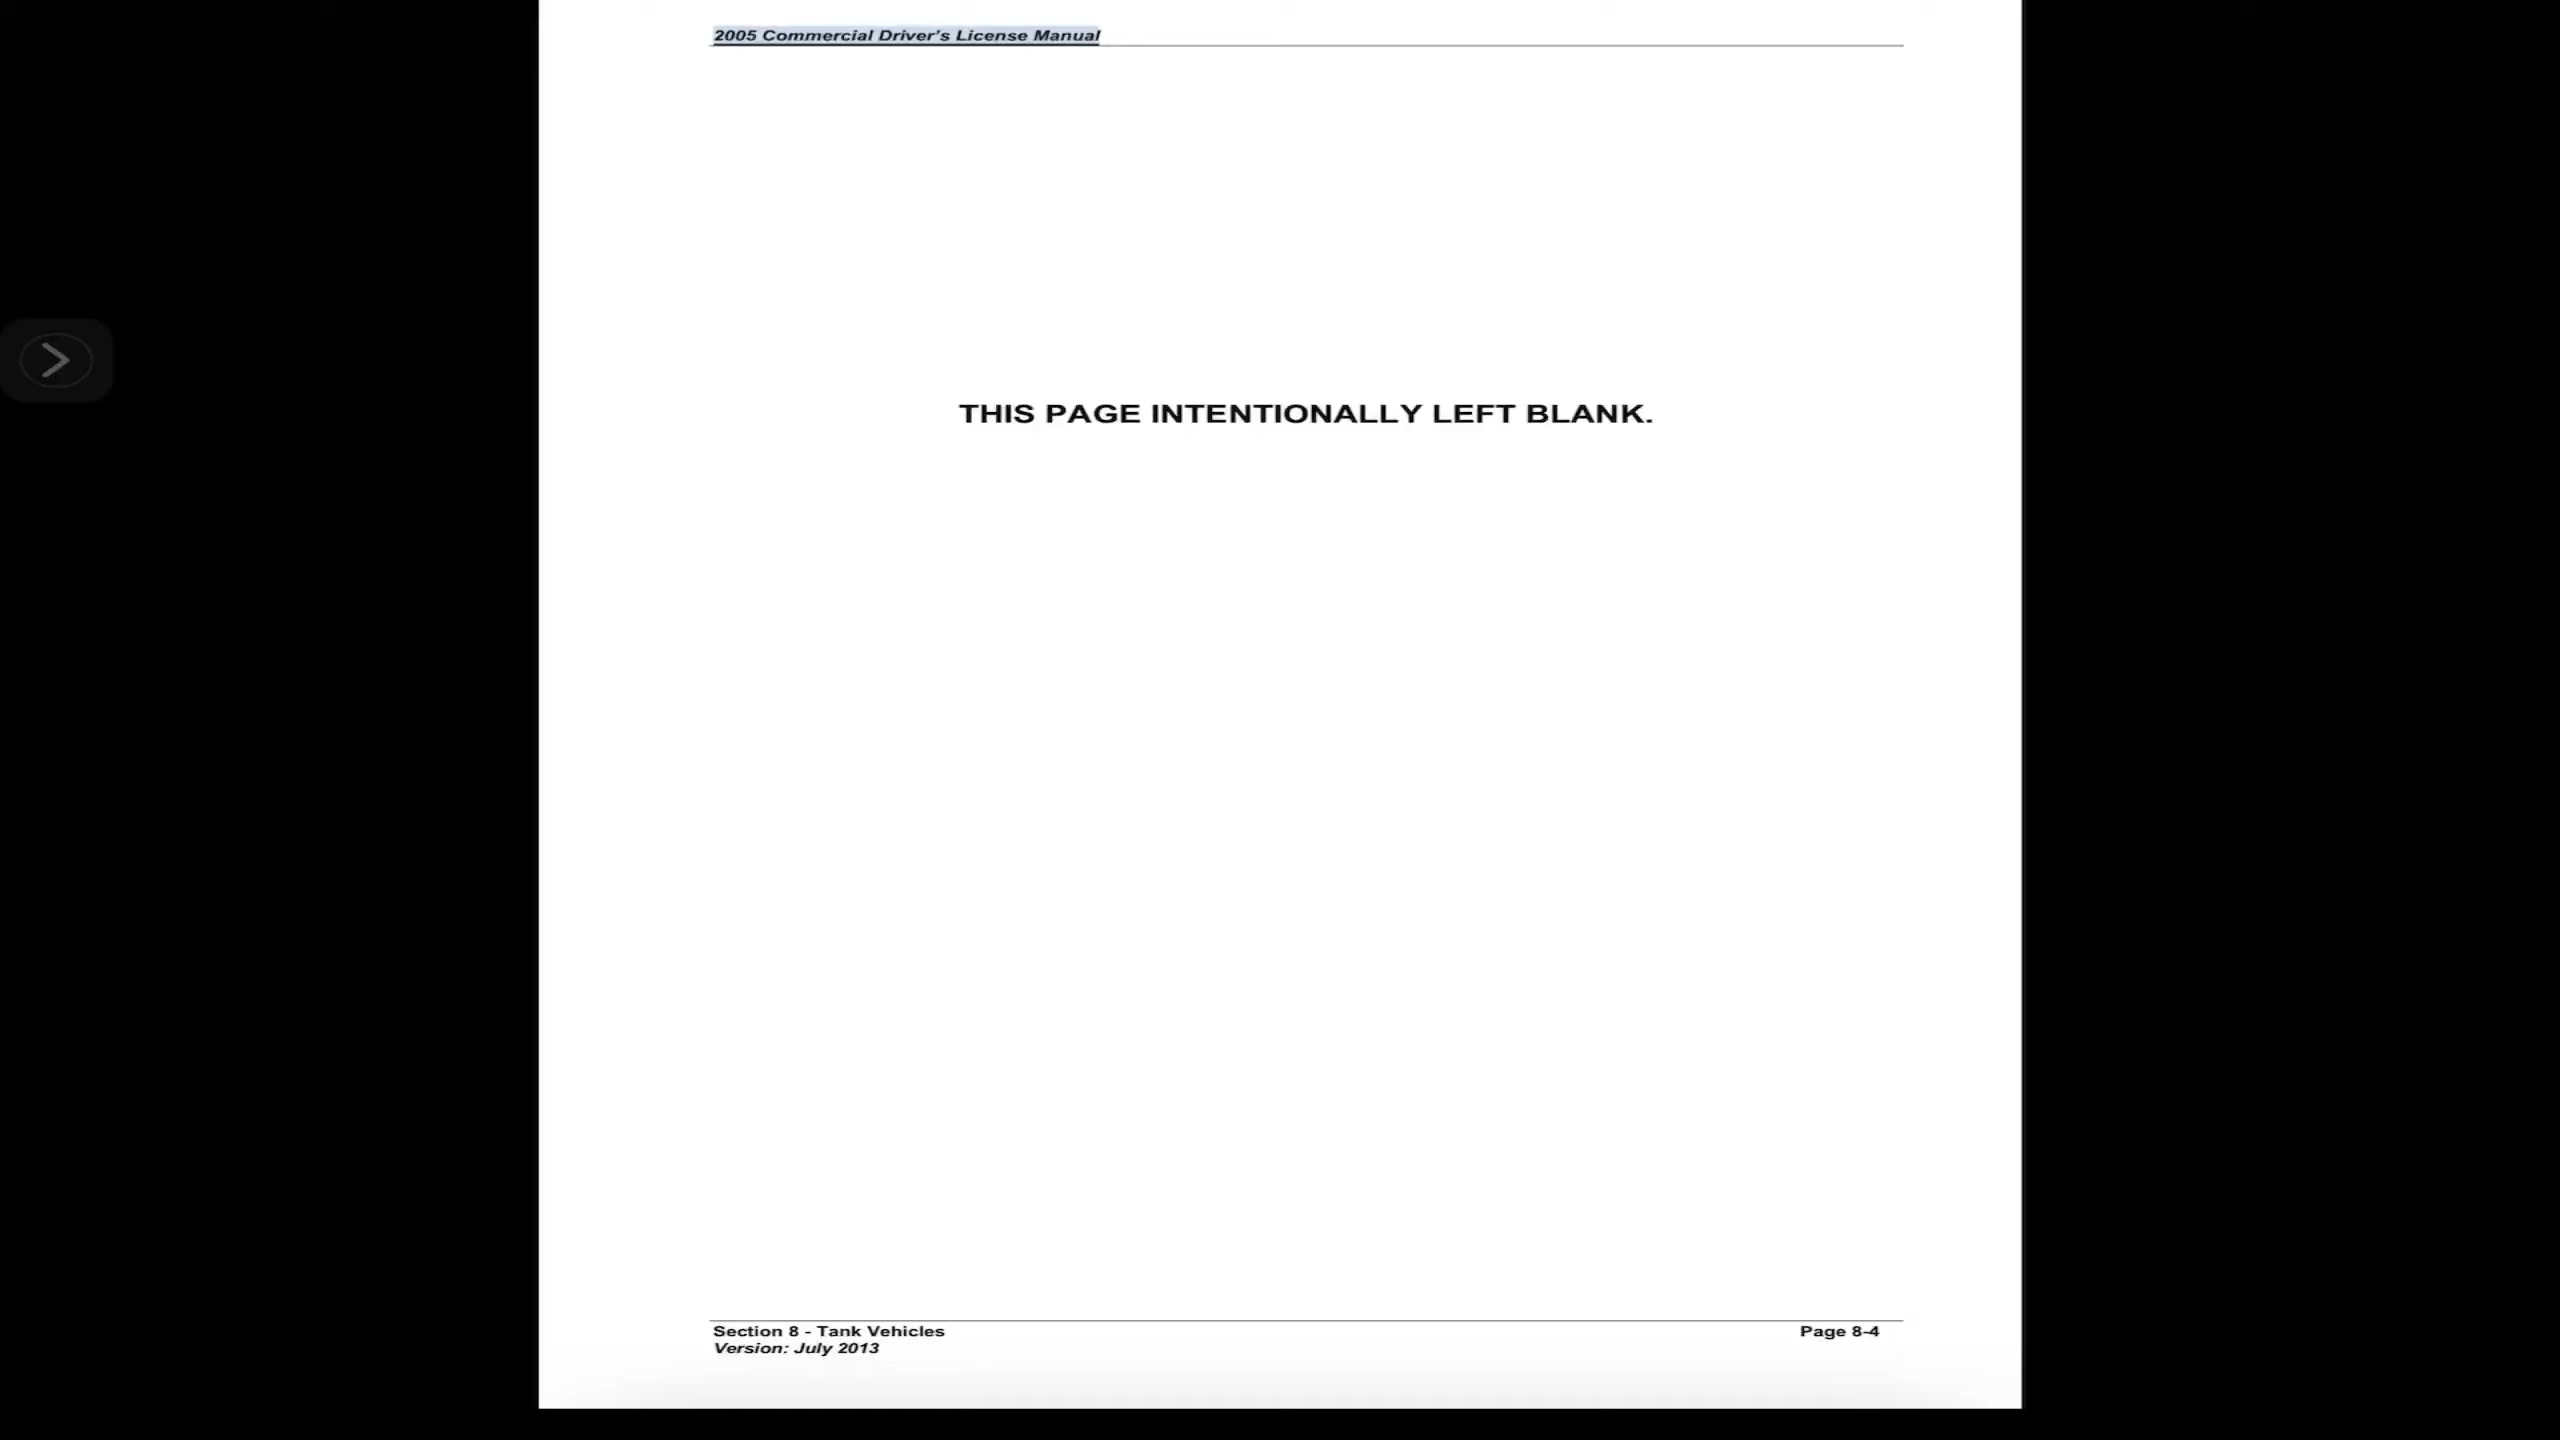 2005 Commercial Driver's License Manual
THIS PAGE INTENTIONALLY LEFT BLANK.
Section 8 - Tank Vehicles Page 8-4
Version: July 2013